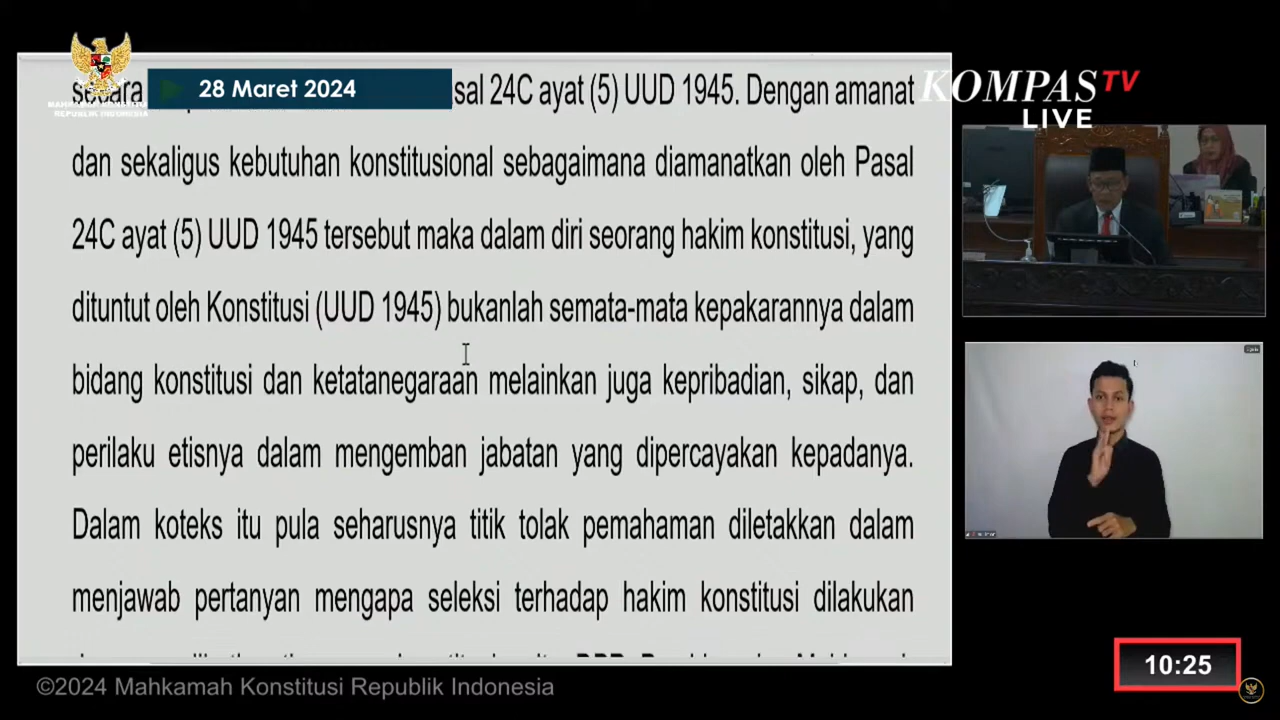 28 Maret 2024
MAHKAMAH KONSTITUSI
REPUBLIK INDONESIA
KOMPAS TV
LIVE
sal 24C ayat (5) UUD 1945. Dengan amanat
dan sekaligus kebutuhan konstitusional sebagaimana diamanatkan oleh Pasal
24C ayat (5) UUD 1945 tersebut maka dalam diri seorang hakim konstitusi, yang
dituntut oleh Konstitusi (UUD 1945) bukanlah semata-mata kepakarannya dalam
bidang konstitusi dan ketatanegaraan melainkan juga kepribadian, sikap, dan
perilaku etisnya dalam mengemban jabatan yang dipercayakan kepadanya.
Dalam koteks itu pula seharusnya titik tolak pemahaman diletakkan dalam
menjawab pertanyan mengapa seleksi terhadap hakim konstitusi dilakukan
10:25
©2024 Mahkamah Konstitusi Republik Indonesia